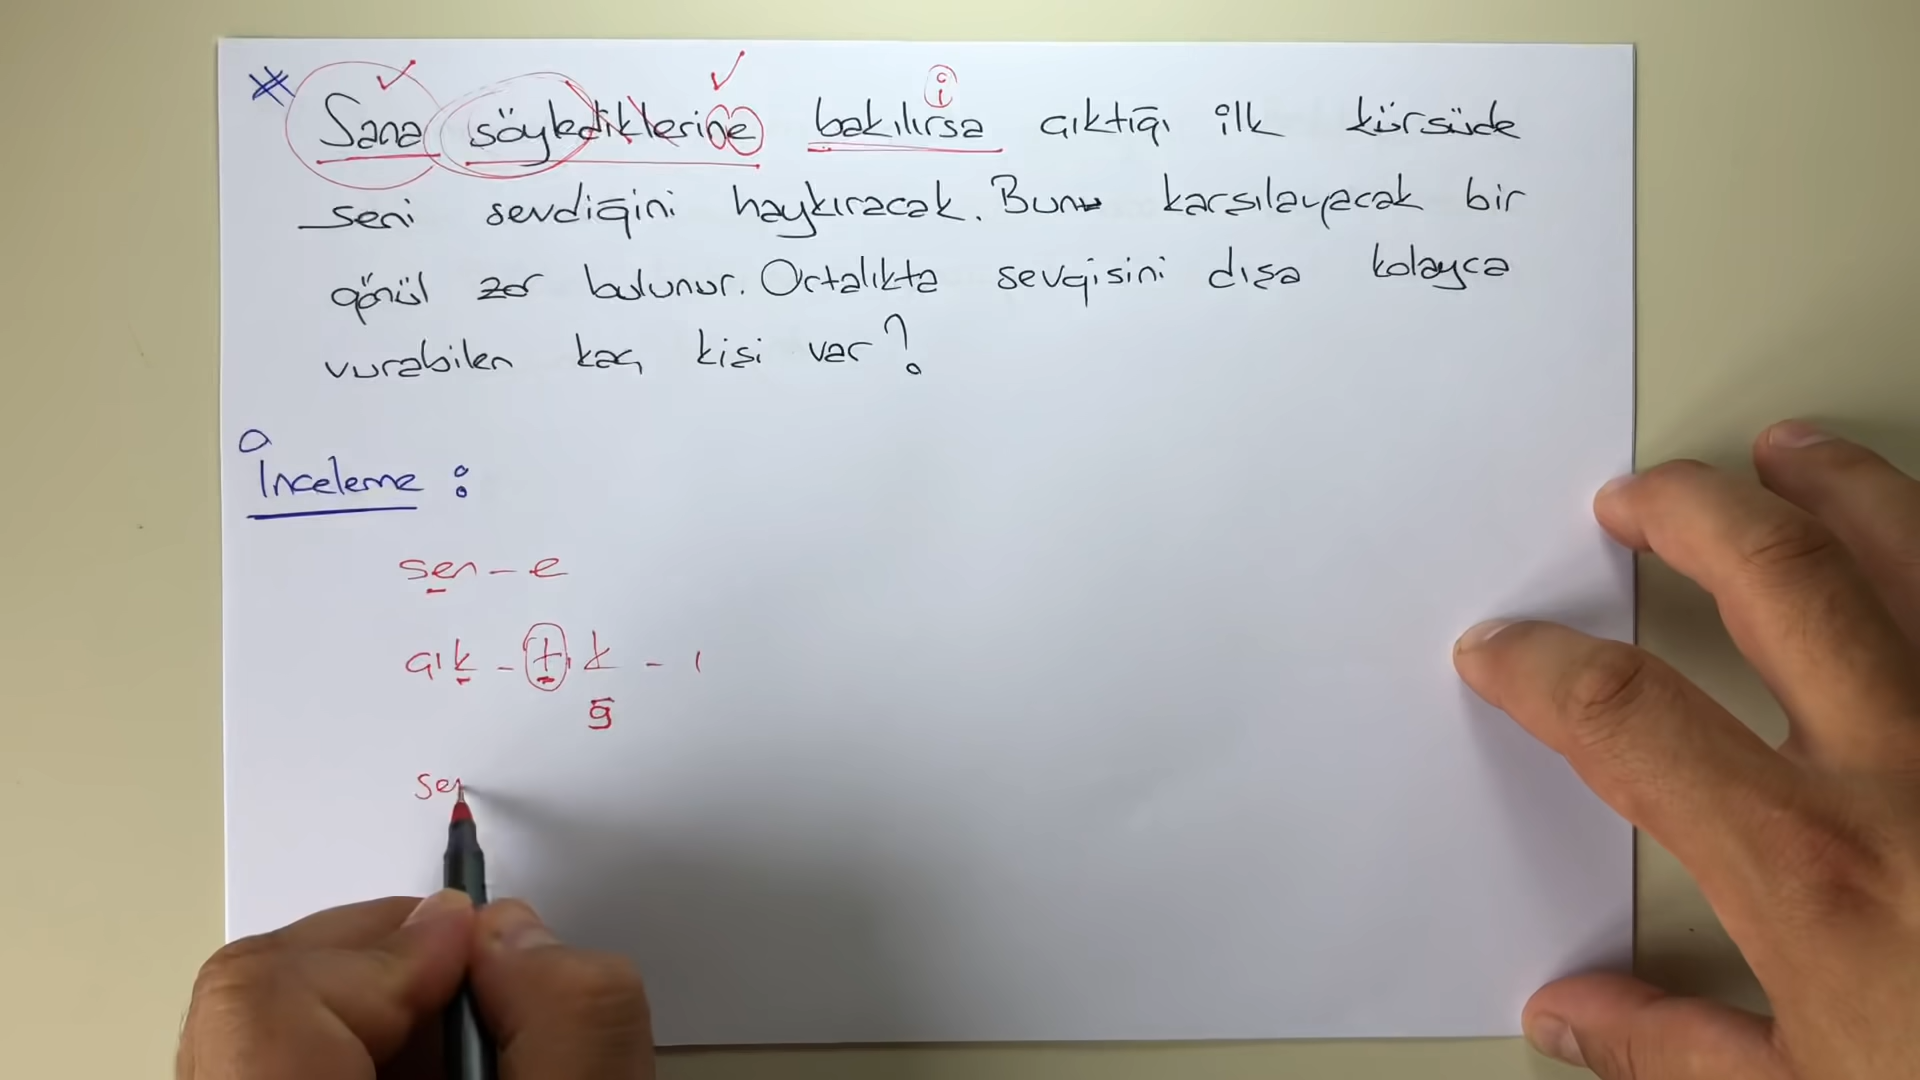 Sana söylediklerine bakılırsa çıktığı ilk kürsüde
seni sevdiğini haykıracak. Bunu karşılayacak bir
gönül zor bulunur. Ortalıkta sevgisini dışa kolayca
vurabilen kaç kişi var?
İnceleme :
sen - e
çık - tık - ı
ğ
sen